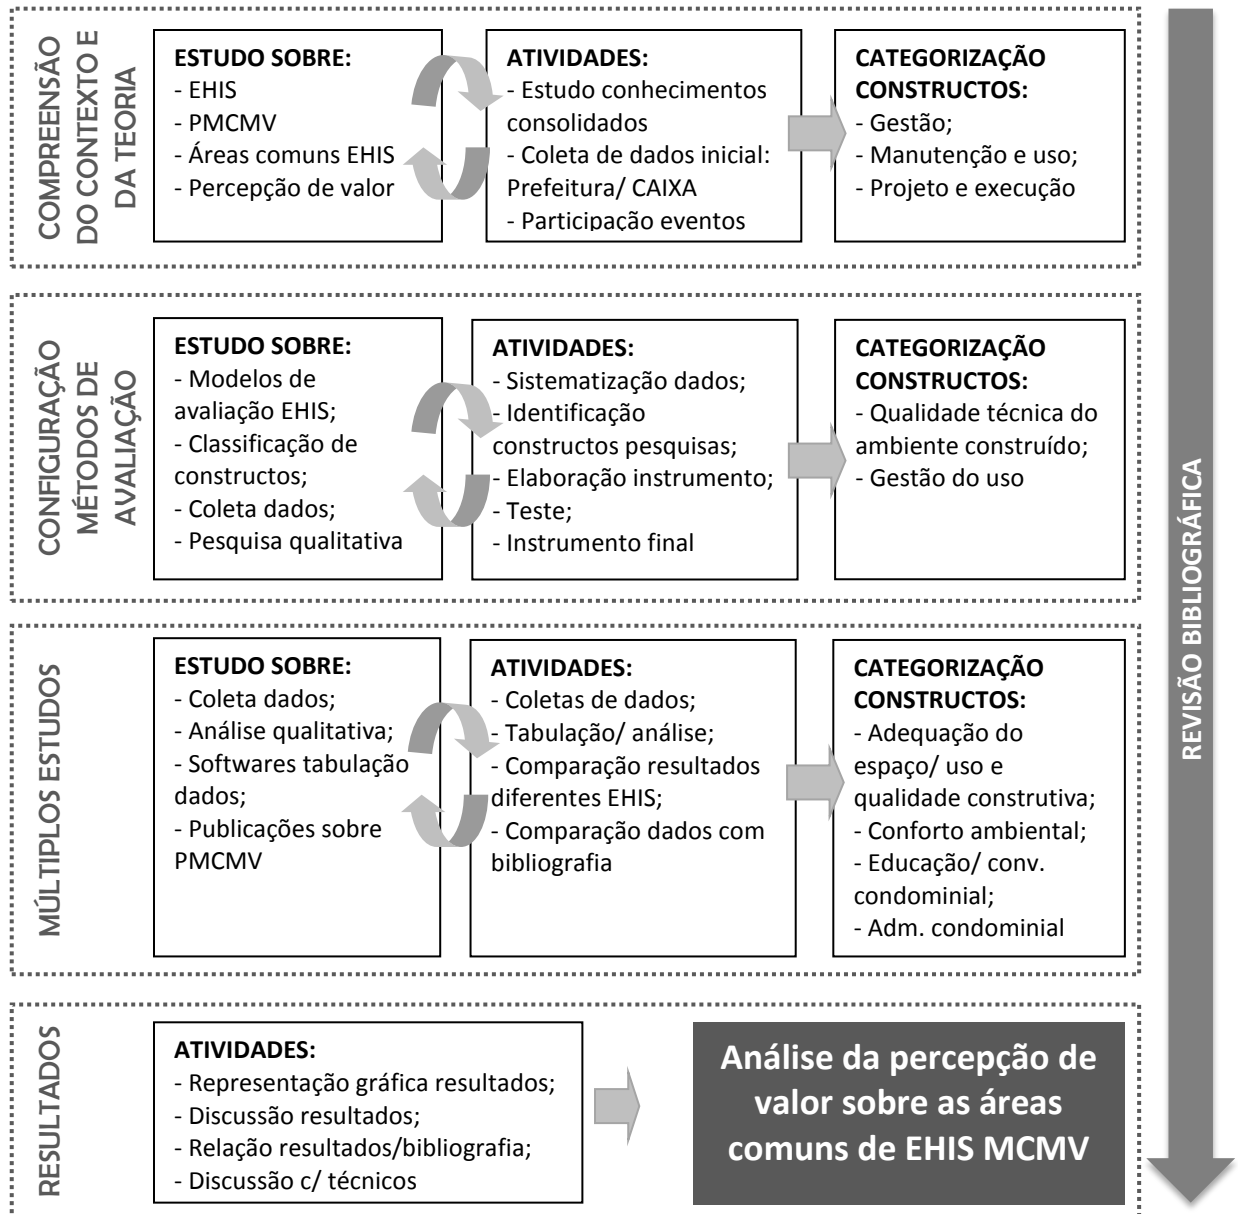 COMPREENSÃO
DO CONTEXTO E
DA TEORIA
ESTUDO SOBRE:
- EHIS
- PMCMV
- Áreas comuns EHIS
- Percepção de valor
ATIVIDADES:
- Estudo conhecimentos
consolidados
- Coleta de dados inicial:
Prefeitura/ CAIXA
- Participação eventos
CATEGORIZAÇÃO
CONSTRUCTOS:
- Gestão;
- Manutenção e uso;
- Projeto e execução
CONFIGURAÇÃO
MÉTODOS DE
AVALIAÇÃO
ESTUDO SOBRE:
- Modelos de
avaliação EHIS;
- Classificação de
constructos;
- Coleta dados;
- Pesquisa qualitativa
ATIVIDADES:
- Sistematização dados;
- Identificação
constructos pesquisas;
- Elaboração instrumento;
- Teste;
- Instrumento final
CATEGORIZAÇÃO
CONSTRUCTOS:
- Qualidade técnica do
ambiente construído;
- Gestão do uso
MÚLTIPLOS ESTUDOS
ESTUDO SOBRE:
- Coleta dados;
- Análise qualitativa;
- Softwares tabulação
dados;
- Publicações sobre
PMCMV
ATIVIDADES:
- Coletas de dados;
- Tabulação/ análise;
- Comparação resultados
diferentes EHIS;
- Comparação dados com
bibliografia
CATEGORIZAÇÃO
CONSTRUCTOS:
- Adequação do
espaço/ uso e
qualidade construtiva;
- Conforto ambiental;
- Educação/ conv.
condominial;
- Adm. condominial
RESULTADOS
ATIVIDADES:
- Representação gráfica resultados;
- Discussão resultados;
- Relação resultados/bibliografia;
- Discussão c/ técnicos
Análise da percepção de
valor sobre as áreas
comuns de EHIS MCMV
REVISÃO BIBLIOGRÁFICA